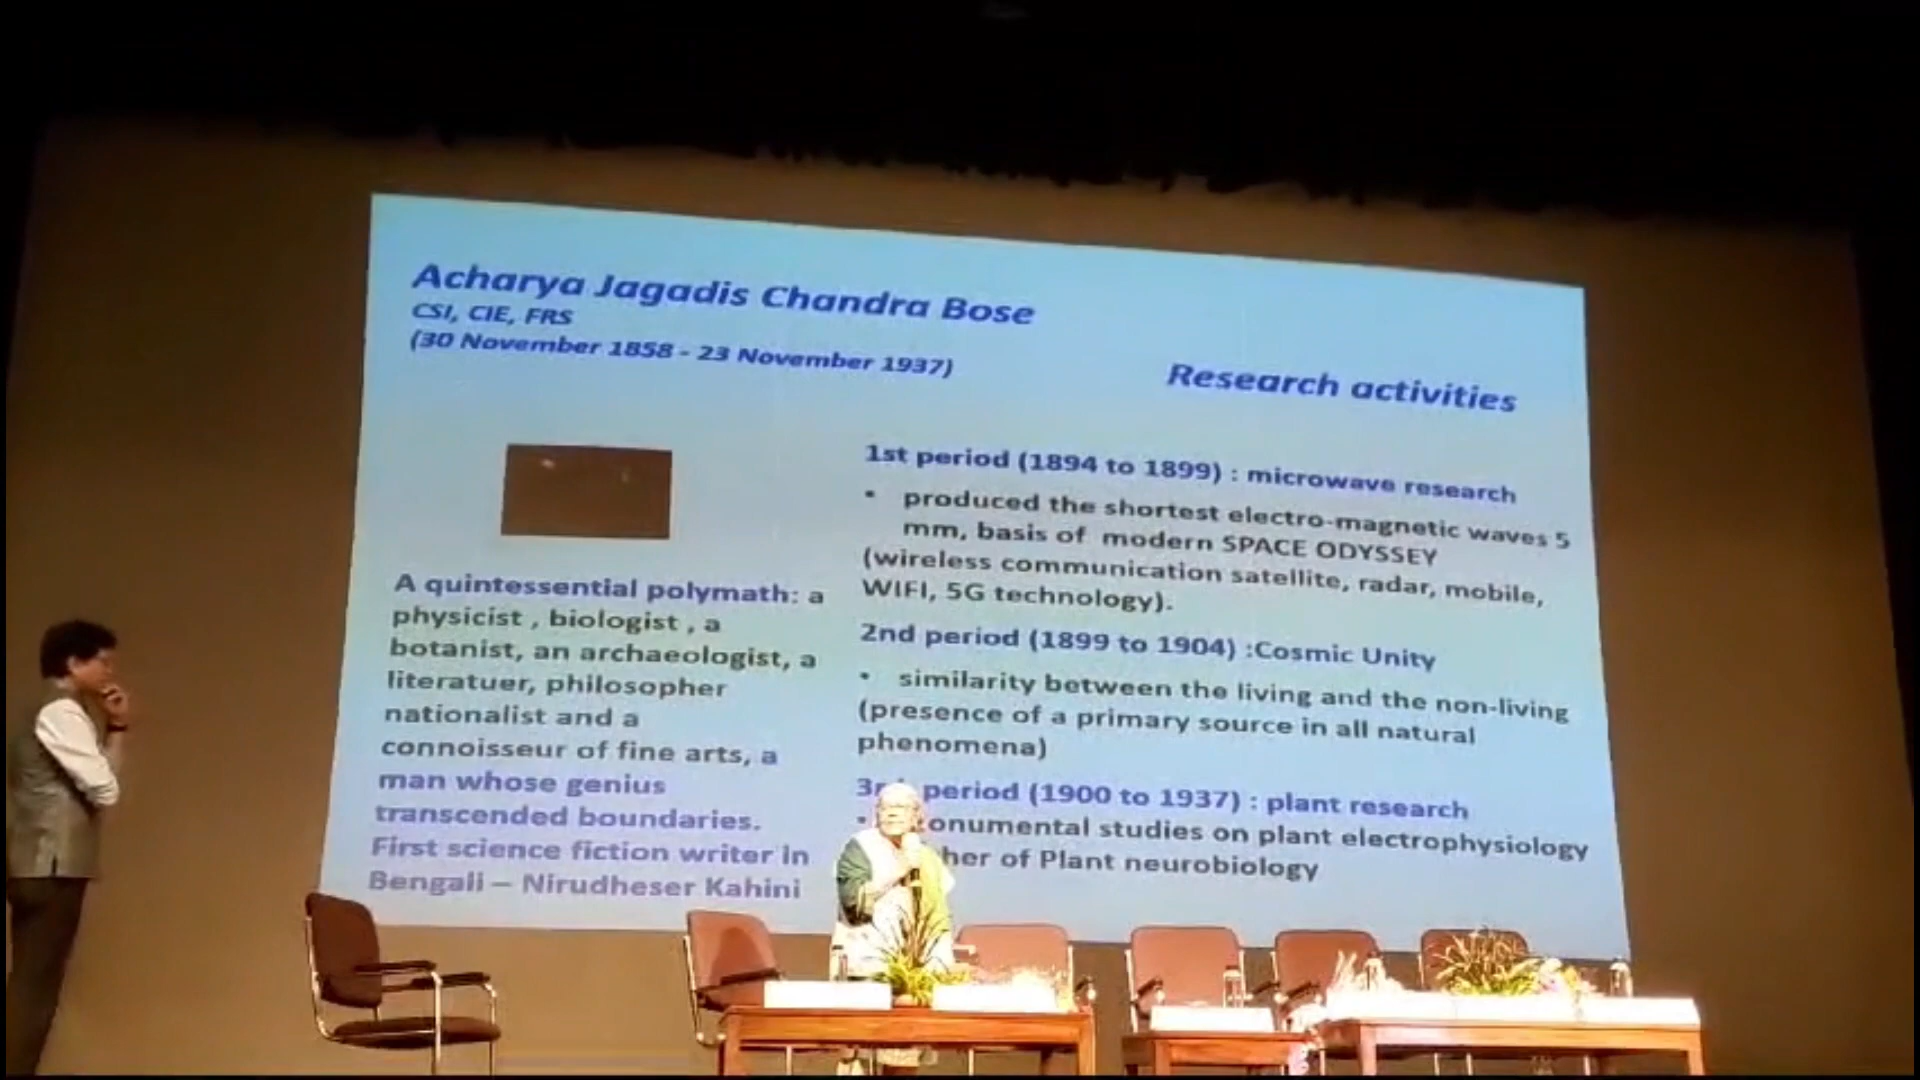 Acharya Jagadis Chandra Bose
CSI, CIE, FRS
(30 November 1858 - 23 November 1937)
Research activities
A quintessential polymath: a
physicist , biologist , a
botanist, an archaeologist, a
literatuer, philosopher
nationalist and a
connoisseur of fine arts, a
man whose genius
transcended boundaries.
First science fiction writer in
Bengali – Nirudheser Kahini
1st period (1894 to 1899) : microwave research
• produced the shortest electro-magnetic waves 5
mm, basis of modern SPACE ODYSSEY
(wireless communication satellite, radar, mobile,
WIFI, 5G technology).
2nd period (1899 to 1904) :Cosmic Unity
• similarity between the living and the non-living
(presence of a primary source in all natural
phenomena)
period (1900 to 1937) : plant research
• studies on plant electrophysiology
of Plant neurobiology